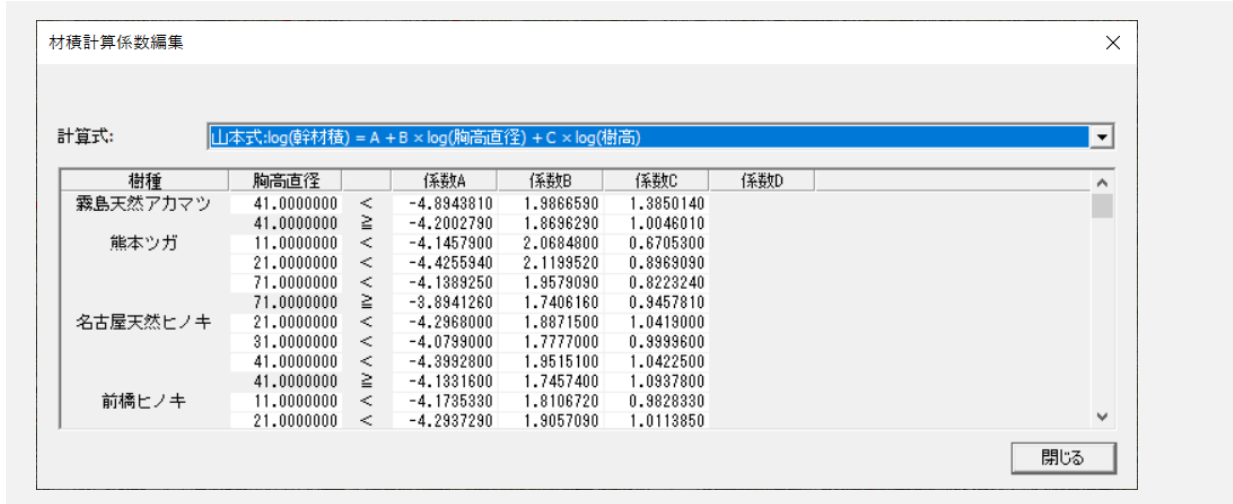 材積計算係数編集
計算式: 山本式:log(幹材積) = A + B × log(胸高直径) + C × log(樹高)
樹種 胸高直径 係数A 係数B 係数C 係数D
霧島天然アカマツ 41.0000000 < -4.8943810 1.9866590 1.3850140
41.0000000 ≧ -4.2002790 1.8696290 1.0046010
熊本ツガ 11.0000000 < -4.1457900 2.0684800 0.6705300
21.0000000 < -4.4255940 2.1199520 0.8969090
71.0000000 < -4.1389250 1.9579090 0.8223240
71.0000000 ≧ -3.8941260 1.7406160 0.9457810
名古屋天然ヒノキ 21.0000000 < -4.2968000 1.8871500 1.0419000
31.0000000 < -4.0799000 1.7777000 0.9999600
41.0000000 < -4.3992800 1.9515100 1.0422500
41.0000000 ≧ -4.1331600 1.7457400 1.0937800
前橋ヒノキ 11.0000000 < -4.1735330 1.8106720 0.9828330
21.0000000 < -4.2937290 1.9057090 1.0113850
閉じる